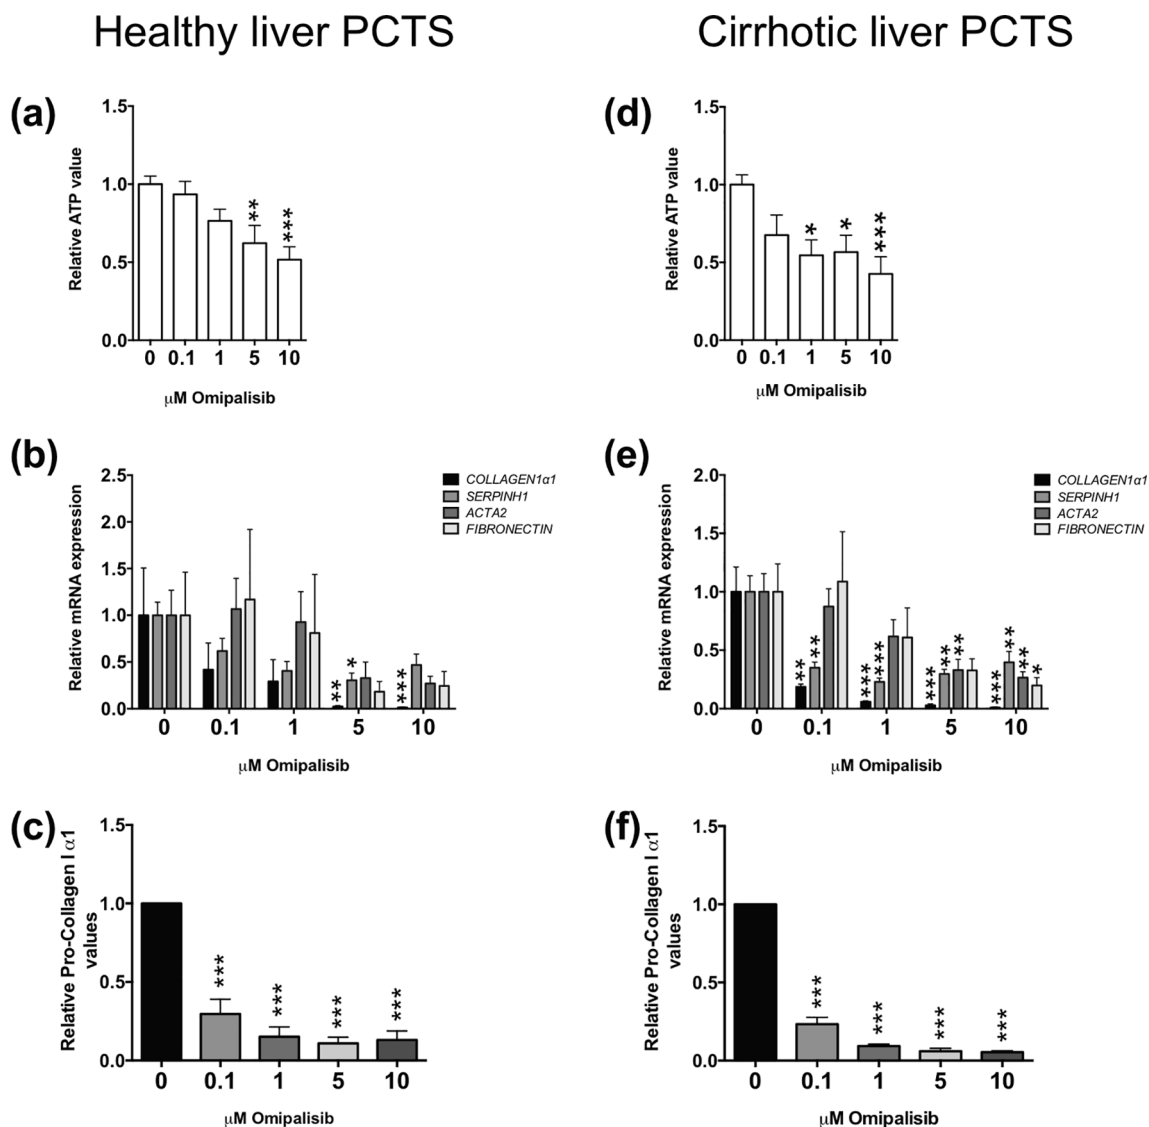 Healthy liver PCTS
Cirrhotic liver PCTS
(a)
Relative ATP value
1.5
1.0
0.5
0.0
** ***
0 0.1 1 5 10
μM Omipalisib
(d)
Relative ATP value
1.5
1.0
0.5
0.0
* * ***
0 0.1 1 5 10
μM Omipalisib
(b)
Relative mRNA expression
2.5
2.0
1.5
1.0
0.5
0.0
COLLAGEN1α1
SERPINH1
ACTA2
FIBRONECTIN
** * ***
0 0.1 1 5 10
μM Omipalisib
(e)
Relative mRNA expression
2.0
1.5
1.0
0.5
0.0
COLLAGEN1α1
SERPINH1
ACTA2
FIBRONECTIN
** ** *** *** *** ** ** *** ** ** *
0 0.1 1 5 10
μM Omipalisib
(c)
Relative Pro-Collagen I α1
values
1.5
1.0
0.5
0.0
*** *** *** ***
0 0.1 1 5 10
μM Omipalisib
(f)
Relative Pro-Collagen I α1
values
1.5
1.0
0.5
0.0
*** *** *** ***
0 0.1 1 5 10
μM Omipalisib